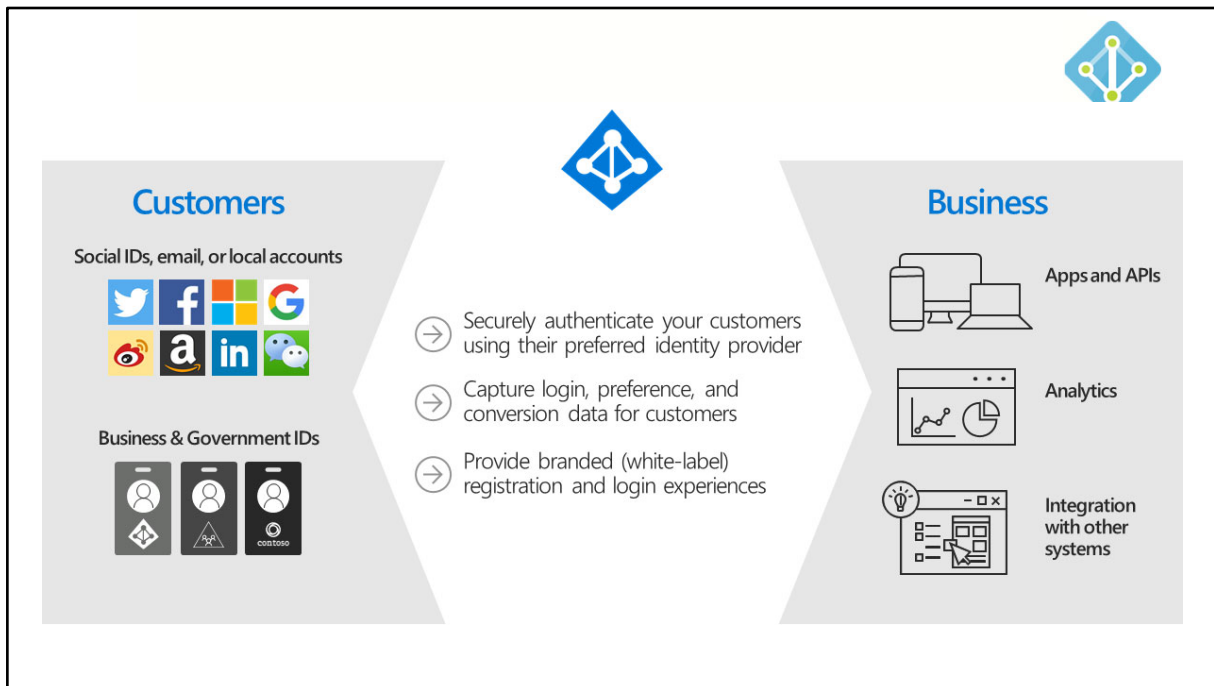 Customers
Social IDs, email, or local accounts
a
in
Business & Government IDs
contoso
Securely authenticate your customers
using their preferred identity provider
Capture login, preference, and
conversion data for customers
Provide branded (white-label)
registration and login experiences
Business
Apps and APIs
Analytics
Integration
with other
systems